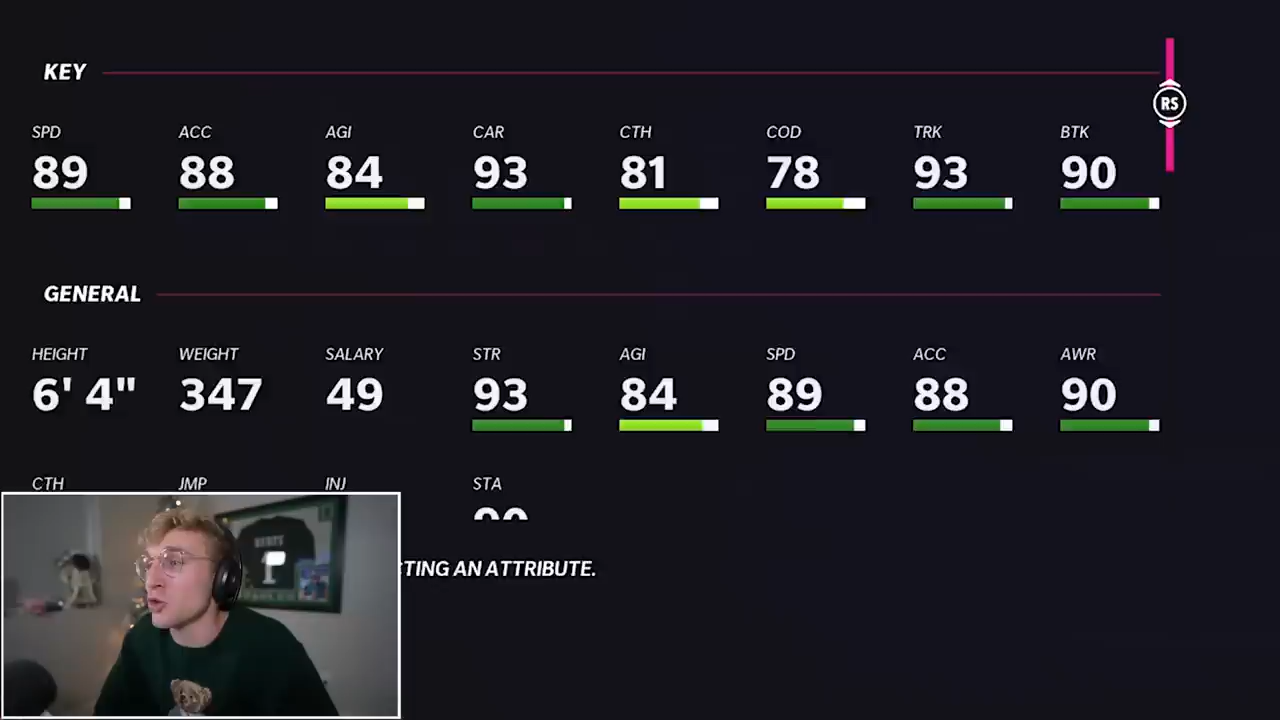 KEY
RS
SPD ACC AGI CAR CTH COD TRK BTK
89 88 84 93 81 78 93 90
GENERAL
HEIGHT WEIGHT SALARY STR AGI SPD ACC AWR
6' 4" 347 49 93 84 89 88 90
CTH JMP INJ STA
CTING AN ATTRIBUTE.